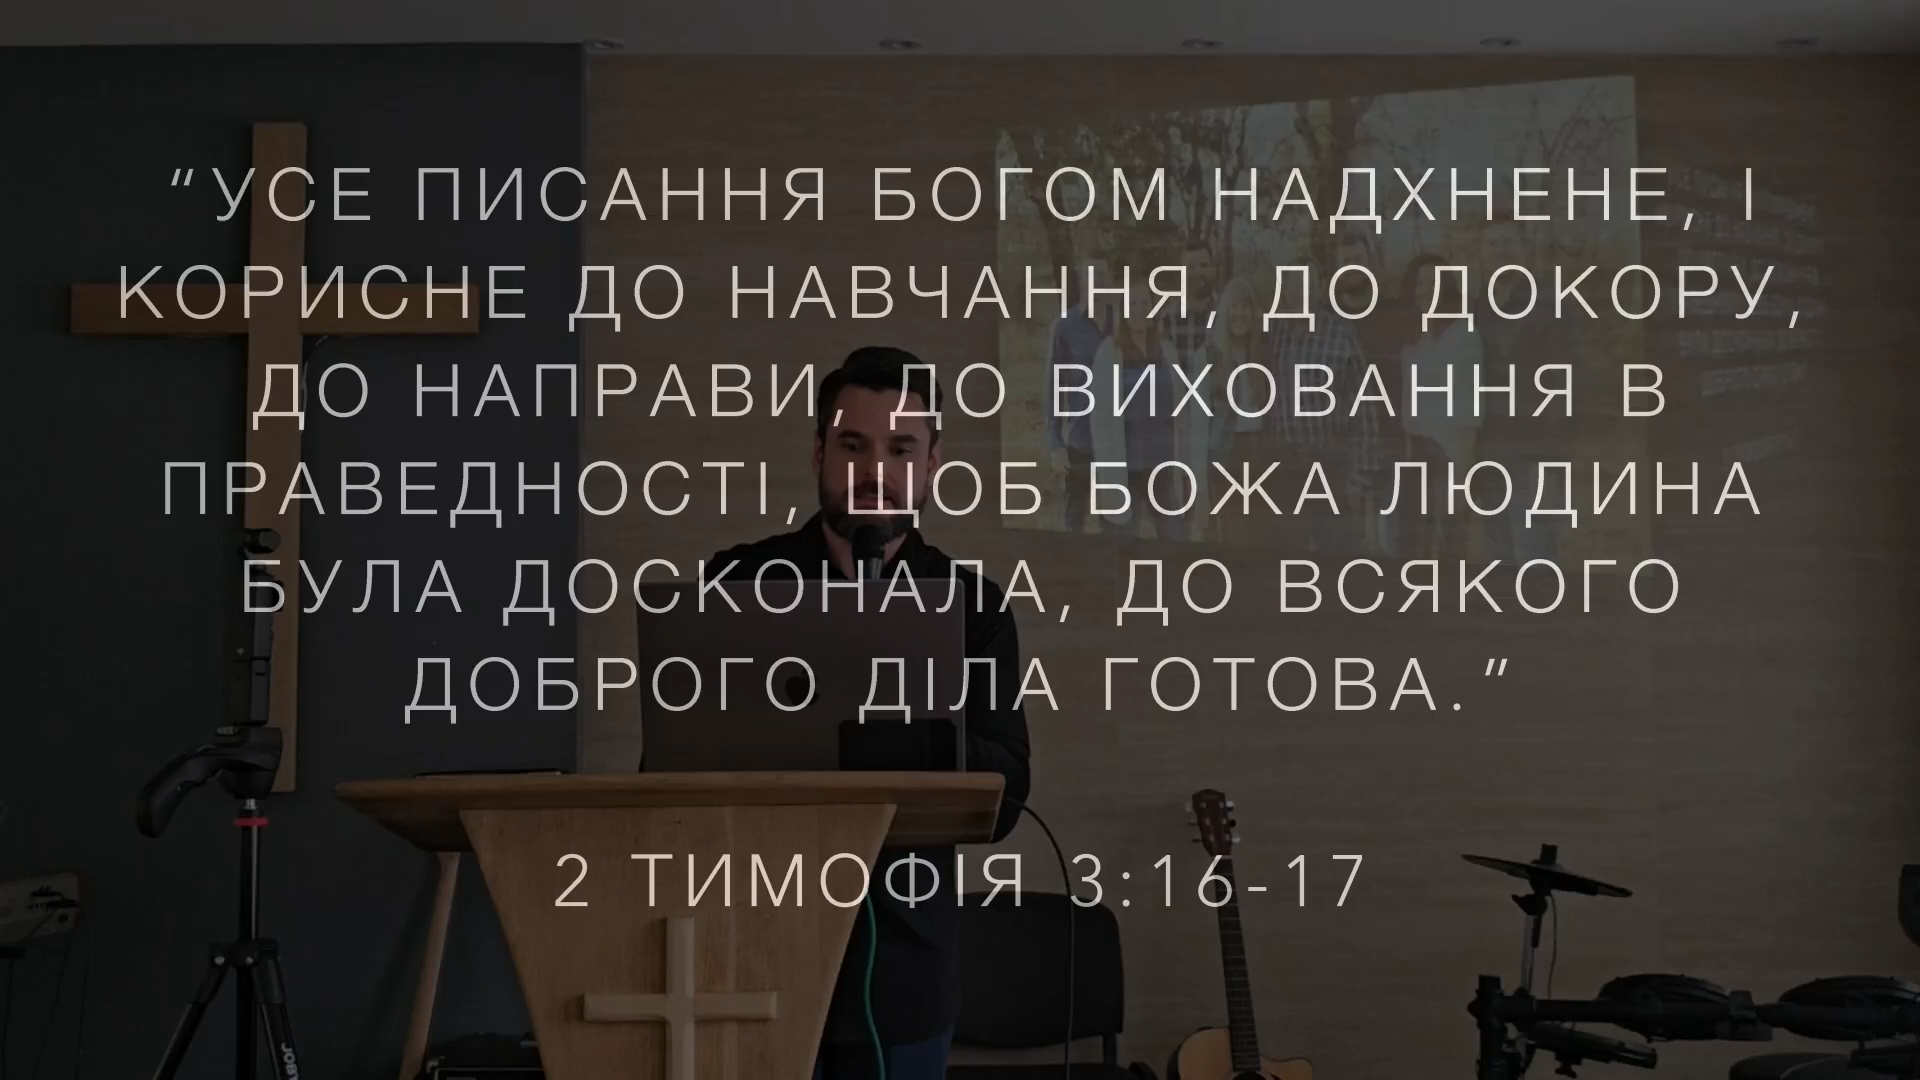 “УСЕ ПИСАННЯ БОГОМ НАДХНЕНЕ, І
КОРИСНЕ ДО НАВЧАННЯ, ДО ДОКОРУ,
ДО НАПРАВИ, ДО ВИХОВАННЯ В
ПРАВЕДНОСТІ, ЩОБ БОЖА ЛЮДИНА
БУЛА ДОСКОНАЛА, ДО ВСЯКОГО
ДОБРОГО ДІЛА ГОТОВА.”
2 ТИМОФІЯ 3:16-17